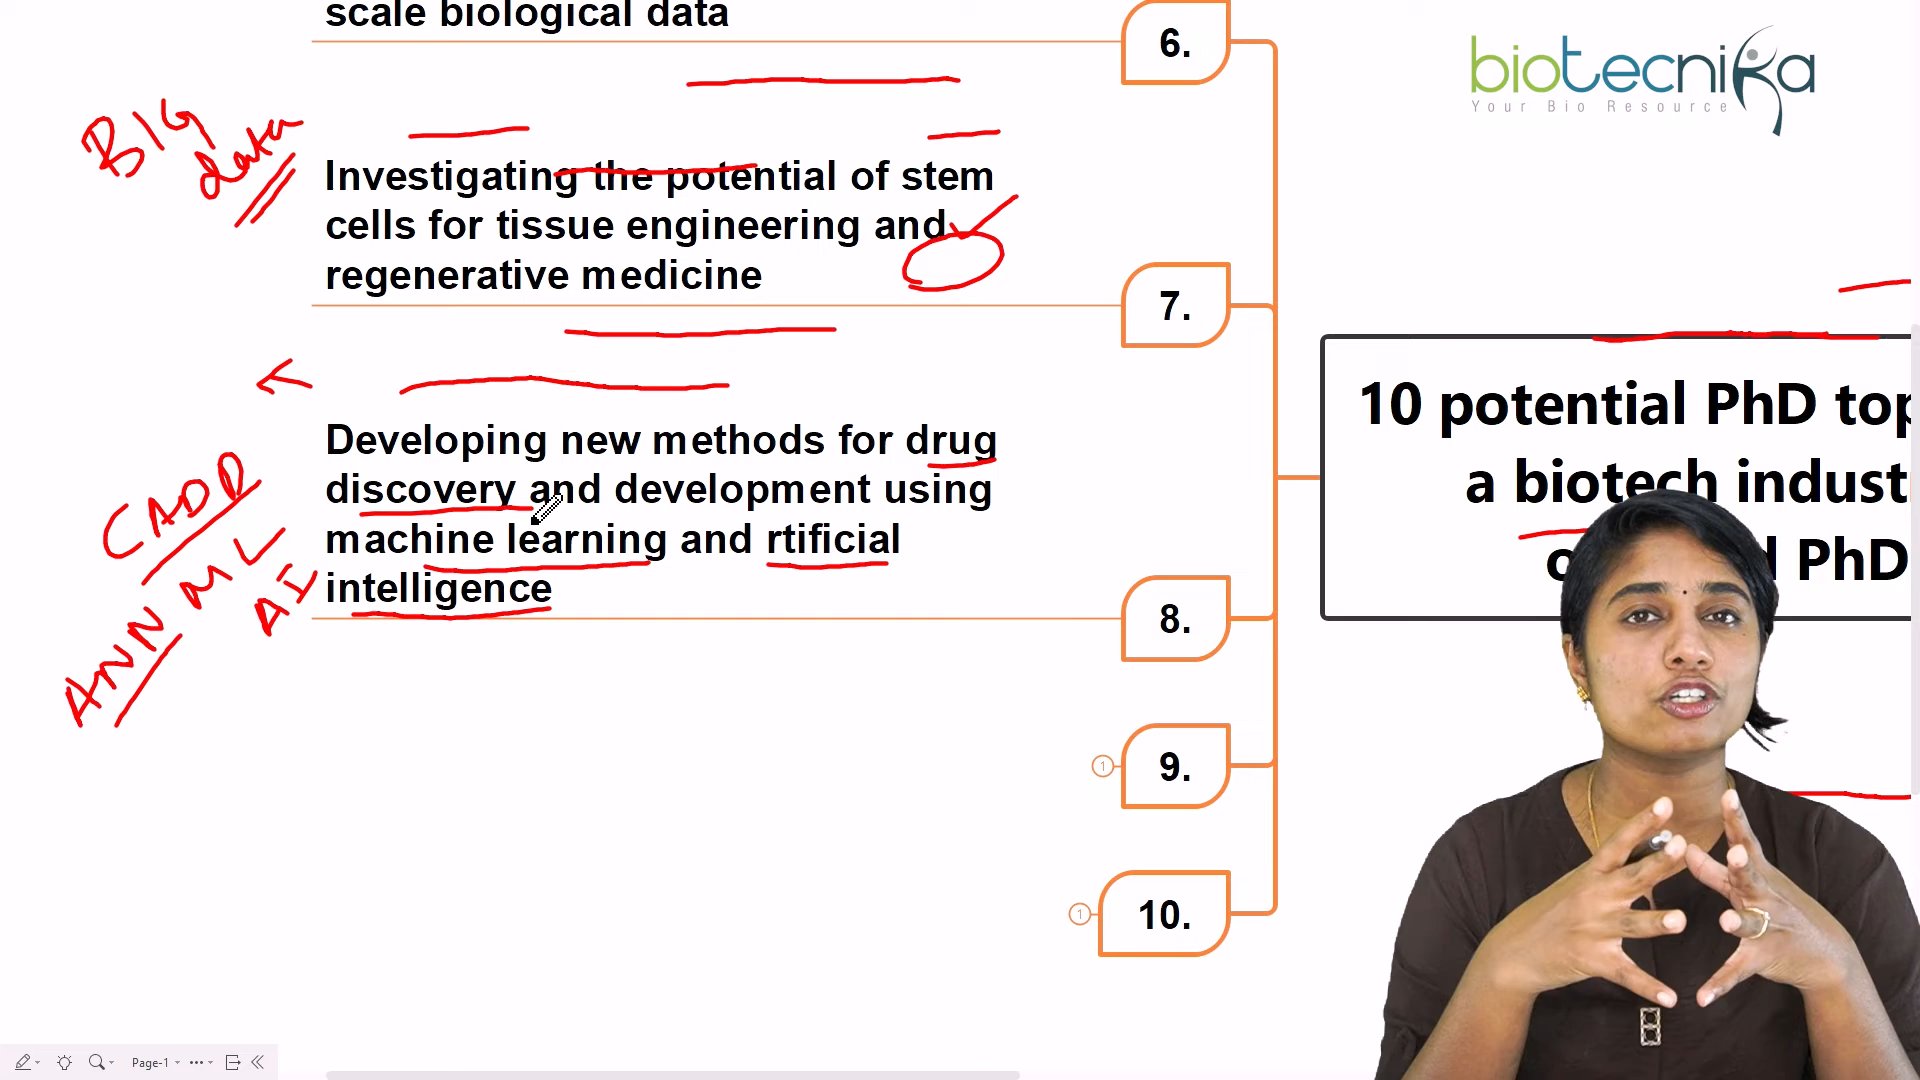 scale biological data
6.
biotecnika
Your Bio Resource
BIG
data
Investigating the potential of stem
cells for tissue engineering and
regenerative medicine
7.
10 potential PhD top
a biotech indust
PhD
Developing new methods for drug
discovery and development using
machine learning and rtificial
intelligence
8.
CADD
ML
AI
ANN
1
9.
1
10.
Page-1